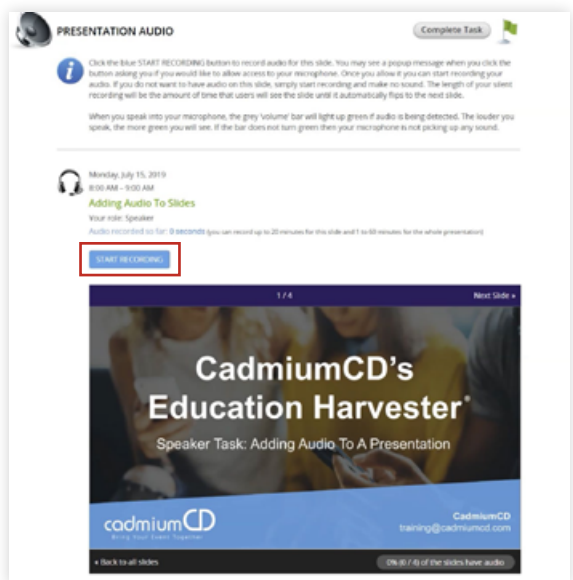 PRESENTATION AUDIO
Complete Task
Click the blue START RECORDING button to record audio for this slide. You may see a popup message when you click the
button asking you if you would like to allow access to your microphone. Once you allow it you can start recording your
audio. If you do not want to have audio on this slide, simply start recording and make no sound. The length of your silent
recording will be the amount of time that users will see the slide until it automatically flips to the next slide.
When you speak into your microphone, the grey 'volume' bar will light up green if audio is being detected. The louder you
speak, the more green you will see. If the bar does not turn green then your microphone is not picking up any sound.
Monday, July 15, 2019
8:00 AM – 9:00 AM
Adding Audio To Slides
Your role: Speaker
Audio recorded so far: 0 seconds (you can record up to 20 minutes for this slide and 1 to 60 minutes for the whole presentation)
START RECORDING
1 / 4
Next Slide »
CadmiumCD's
Education Harvester®
Speaker Task: Adding Audio To A Presentation
cadmiumCD
Bring Your Event Together
CadmiumCD
training@cadmiumcd.com
« Back to all slides
0% (0 / 4) of the slides have audio